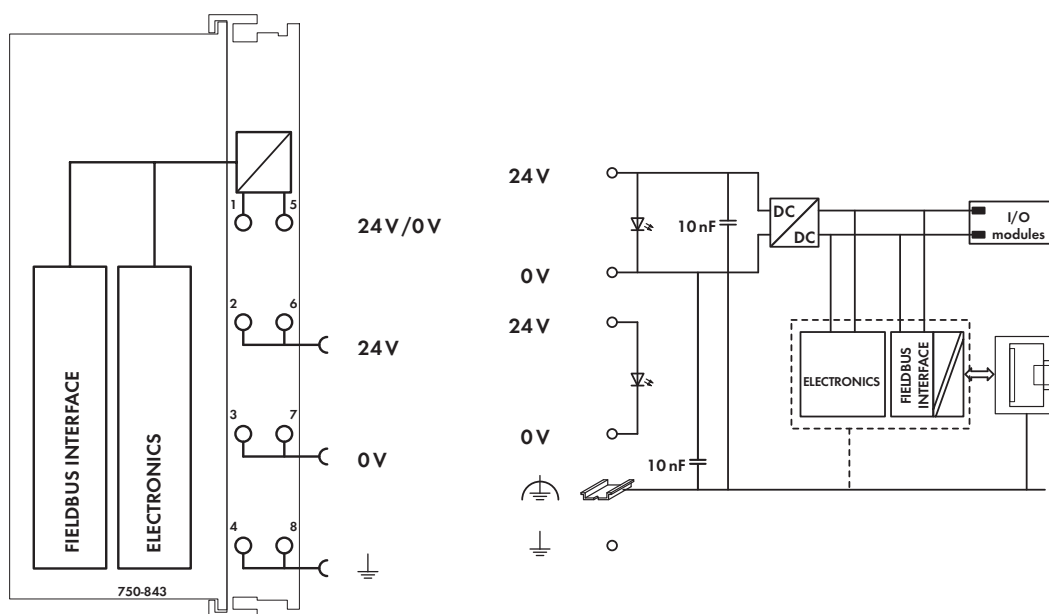 1
5
24V/0V
2
6
24V
3
7
0V
4
8
FIELDBUS INTERFACE
ELECTRONICS
750-843
24V
0V
24V
0V
10nF
10nF
DC
DC
I/O
modules
ELECTRONICS
FIELDBUS
INTERFACE